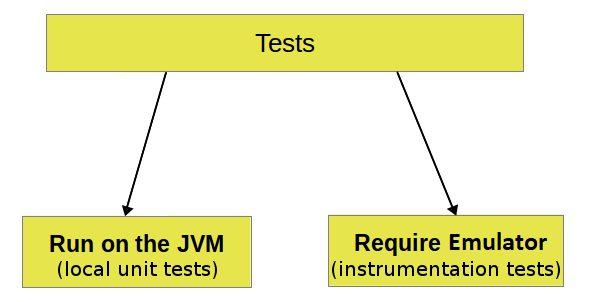 Tests
Run on the JVM
(local unit tests)
Require Emulator
(instrumentation tests)